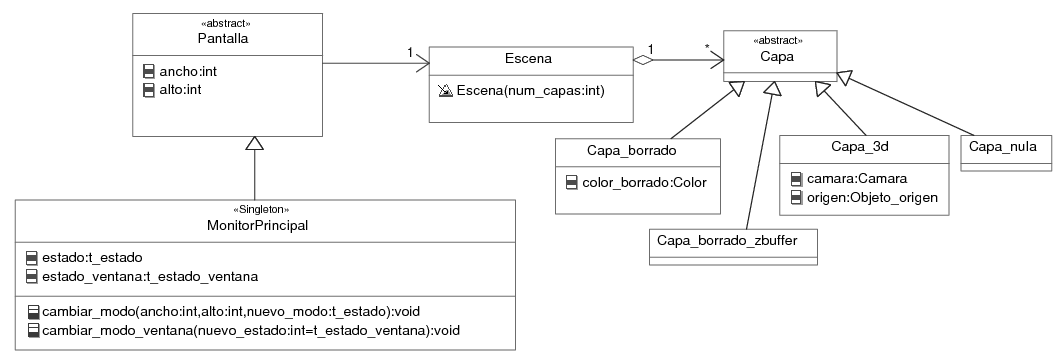 «abstract»
Pantalla
ancho:int
alto:int
1
Escena
Escena(num_capas:int)
1
*
«abstract»
Capa
Capa_borrado
color_borrado:Color
Capa_borrado_zbuffer
Capa_3d
camara:Camara
origen:Objeto_origen
Capa_nula
«Singleton»
MonitorPrincipal
estado:t_estado
estado_ventana:t_estado_ventana
cambiar_modo(ancho:int,alto:int,nuevo_modo:t_estado):void
cambiar_modo_ventana(nuevo_estado:int=t_estado_ventana):void